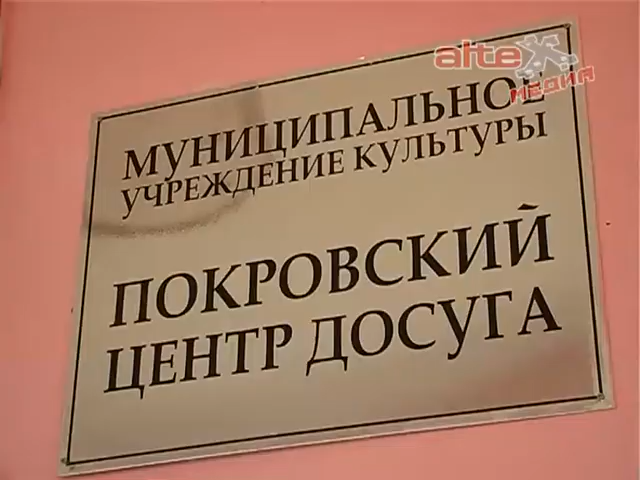 alteX
МЕДИА
МУНИЦИПАЛЬНОЕ
УЧРЕЖДЕНИЕ КУЛЬТУРЫ
ПОКРОВСКИЙ
ЦЕНТР ДОСУГА